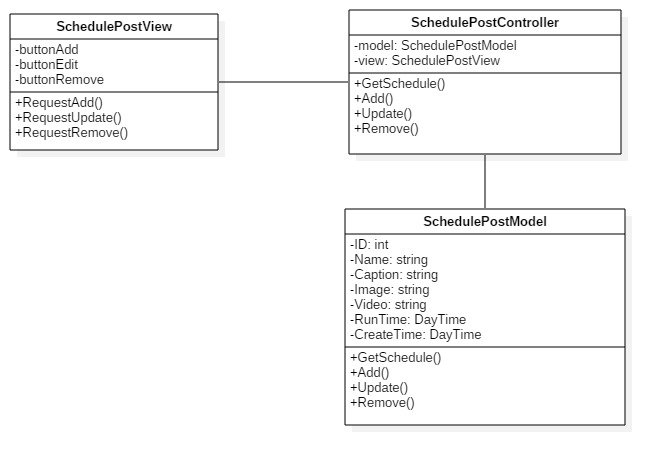 SchedulePostView
-buttonAdd
-buttonEdit
-buttonRemove
+RequestAdd()
+RequestUpdate()
+RequestRemove()
SchedulePostController
-model: SchedulePostModel
-view: SchedulePostView
+GetSchedule()
+Add()
+Update()
+Remove()
SchedulePostModel
-ID: int
-Name: string
-Caption: string
-Image: string
-Video: string
-RunTime: DayTime
-CreateTime: DayTime
+GetSchedule()
+Add()
+Update()
+Remove()